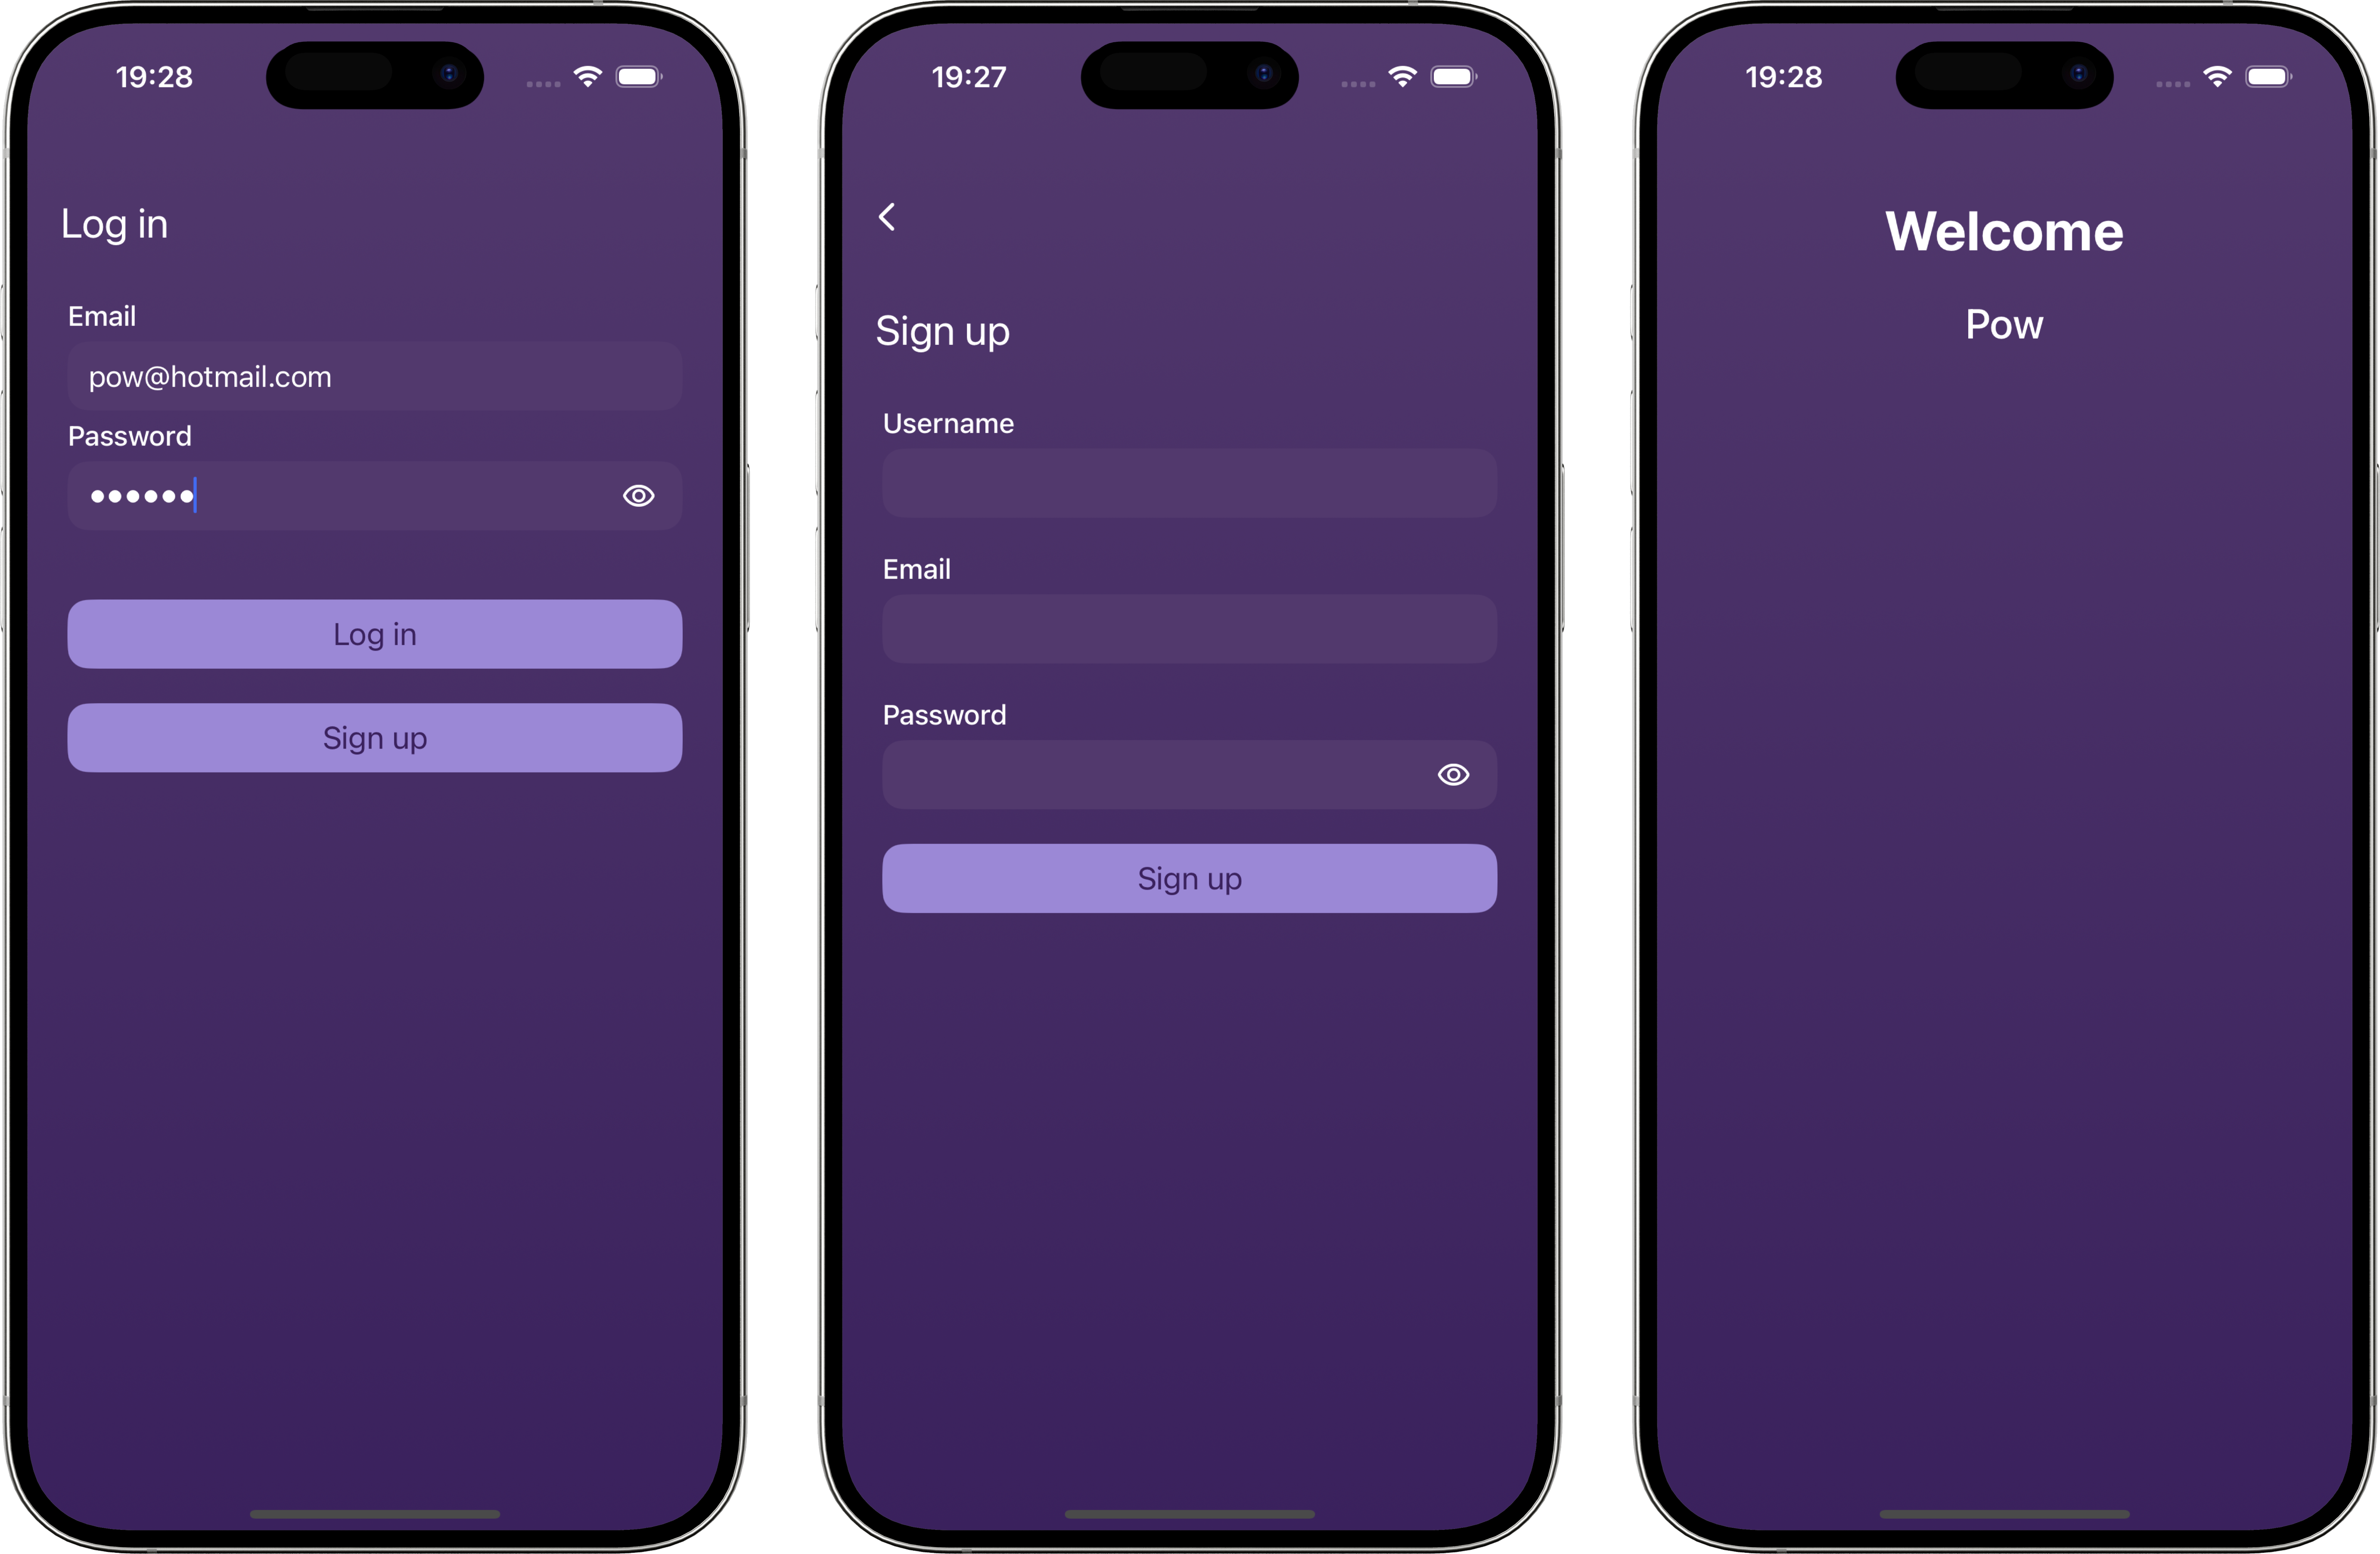 19:28
Log in
Email
pow@hotmail.com
Password
Log in
Sign up
19:27
Sign up
Username
Email
Password
Sign up
19:28
Welcome
Pow